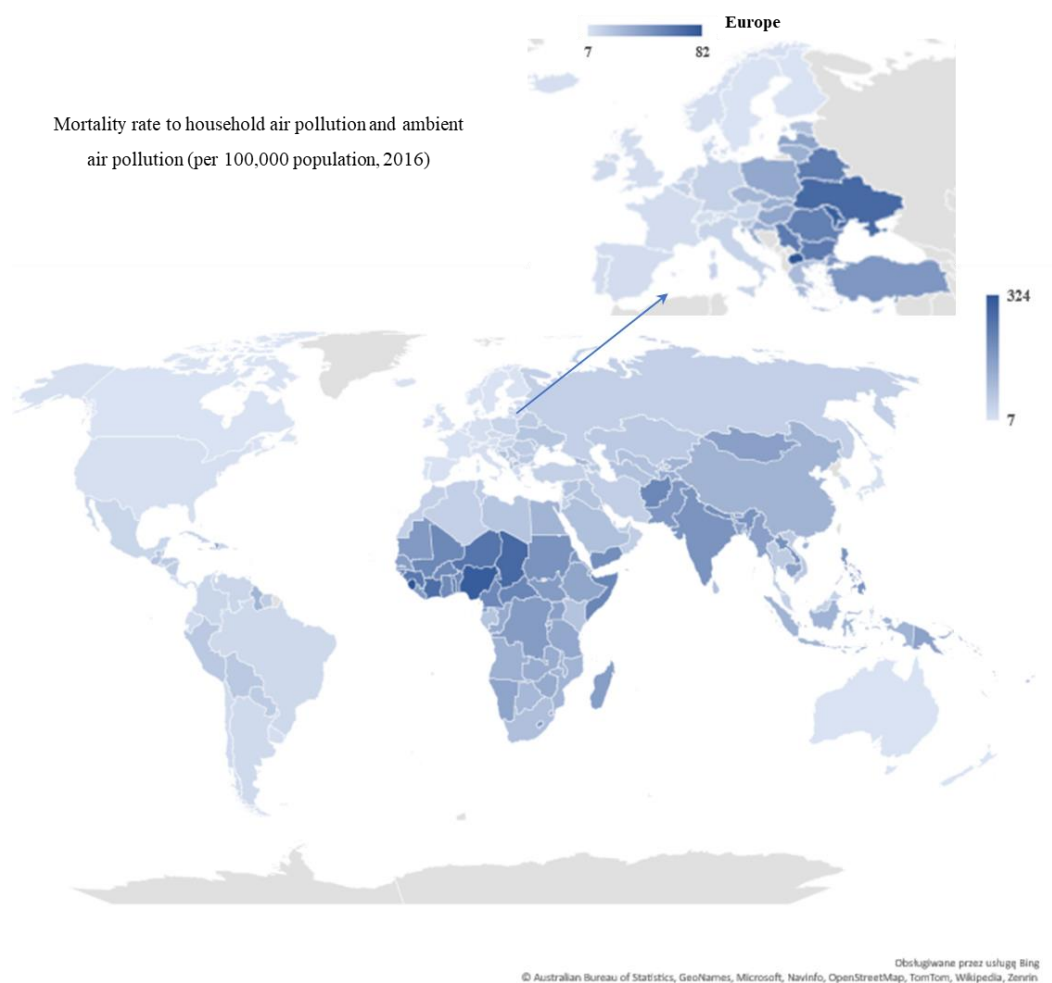 Europe
7 82
Mortality rate to household air pollution and ambient
air pollution (per 100,000 population, 2016)
324
7
Obsługiwane przez usługę Bing
© Australian Bureau of Statistics, GeoNames, Microsoft, Navinfo, OpenStreetMap, TomTom, Wikipedia, Zenrin